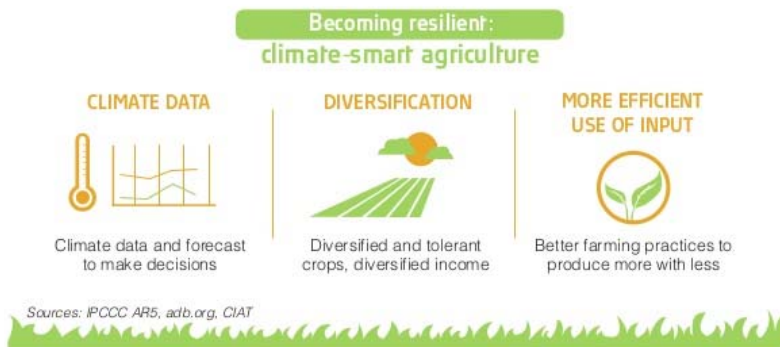 Becoming resilient:
climate-smart agriculture
CLIMATE DATA
Climate data and forecast
to make decisions
DIVERSIFICATION
Diversified and tolerant
crops, diversified income
MORE EFFICIENT
USE OF INPUT
Better farming practices to
produce more with less
Sources: IPCCC AR5, adb.org, CIAT